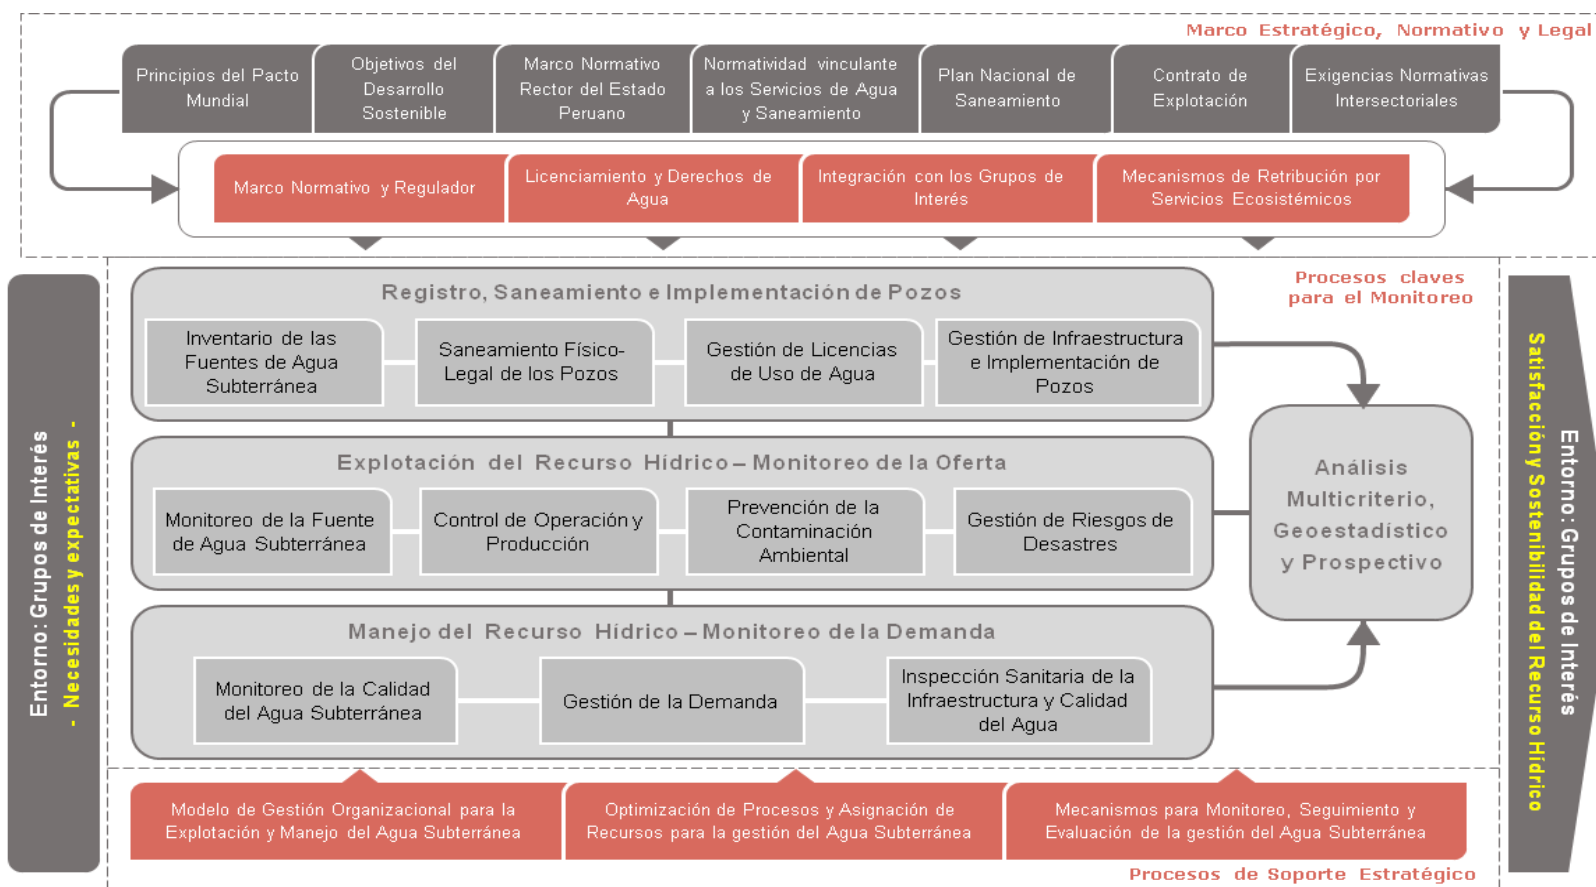 Marco Estratégico, Normativo y Legal
Principios del Pacto
Mundial
Objetivos del
Desarrollo
Sostenible
Marco Normativo
Rector del Estado
Peruano
Normatividad vinculante
a los Servicios de Agua
y Saneamiento
Plan Nacional de
Saneamiento
Contrato de
Explotación
Exigencias Normativas
Intersectoriales
Marco Normativo y Regulador
Licenciamiento y Derechos de
Agua
Integración con los Grupos de
Interés
Mecanismos de Retribución por
Servicios Ecosistémicos
Entorno: Grupos de Interés
- Necesidades y expectativas -
Procesos claves
para el Monitoreo
Registro, Saneamiento e Implementación de Pozos
Inventario de las
Fuentes de Agua
Subterránea
Saneamiento Físico-
Legal de los Pozos
Gestión de Licencias
de Uso de Agua
Gestión de Infraestructura
e Implementación de
Pozos
Explotación del Recurso Hídrico – Monitoreo de la Oferta
Monitoreo de la Fuente
de Agua Subterránea
Control de Operación y
Producción
Prevención de la
Contaminación
Ambiental
Gestión de Riesgos de
Desastres
Manejo del Recurso Hídrico – Monitoreo de la Demanda
Monitoreo de la Calidad
del Agua Subterránea
Gestión de la Demanda
Inspección Sanitaria de la
Infraestructura y Calidad
del Agua
Análisis
Multicriterio,
Geoestadístico
y Prospectivo
Entorno: Grupos de Interés
Satisfacción y Sostenibilidad del Recurso Hídrico
Modelo de Gestión Organizacional para la
Explotación y Manejo del Agua Subterránea
Optimización de Procesos y Asignación de
Recursos para la gestión del Agua Subterránea
Mecanismos para Monitoreo, Seguimiento y
Evaluación de la gestión del Agua Subterránea
Procesos de Soporte Estratégico